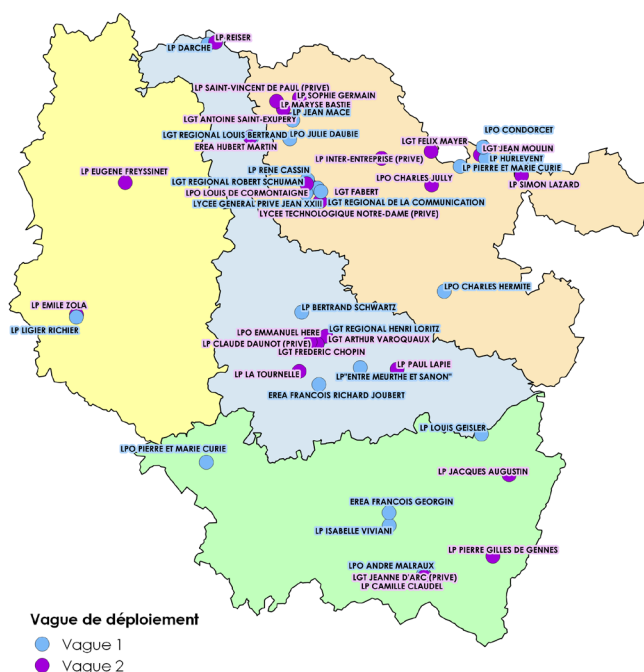 LP REISER
LP DARCHE
LP SAINT-VINCENT DE PAUL (PRIVE)
LP SOPHIE GERMAIN
LP MARYSE BASTIE
LP JEAN MACE
LGT ANTOINE SAINT-EXUPERY
LGT REGIONAL LOUIS BERTRAND
LPO JULIE DAUBIE
EREA HUBERT MARTIN
LPO CONDORCET
LGT FELIX MAYER
LGT JEAN MOULIN
LP INTER-ENTREPRISE (PRIVE)
LP HURLEVENT
LP PIERRE ET MARIE CURIE
LP EUGENE FREYSSINET
LP RENE CASSIN
LPO CHARLES JULLY
LGT REGIONAL ROBERT SCHUMAN
LP SIMON LAZARD
LPO LOUIS DE CORMONTAIGNE
LGT FABERT
LYCEE GENERAL PRIVE JEAN XXIII
LGT REGIONAL DE LA COMMUNICATION
LYCEE TECHNOLOGIQUE NOTRE-DAME (PRIVE)
LPO CHARLES HERMITE
LP EMILE ZOLA
LP BERTRAND SCHWARTZ
LP LIGIER RICHIER
LPO EMMANUEL HERE
LGT REGIONAL HENRI LORITZ
LP CLAUDE DAUNOT (PRIVE)
LGT ARTHUR VAROQUAUX
LGT FREDERIC CHOPIN
LP PAUL LAPIE
LP LA TOURNELLE
LP"ENTRE MEURTHE ET SANON"
EREA FRANCOIS RICHARD JOUBERT
LP LOUIS GEISLER
LPO PIERRE ET MARIE CURIE
LP JACQUES AUGUSTIN
EREA FRANCOIS GEORGIN
LP ISABELLE VIVIANI
LP PIERRE GILLES DE GENNES
LPO ANDRE MALRAUX
LGT JEANNE D'ARC (PRIVE)
LP CAMILLE CLAUDEL
Vague de déploiement
Vague 1
Vague 2